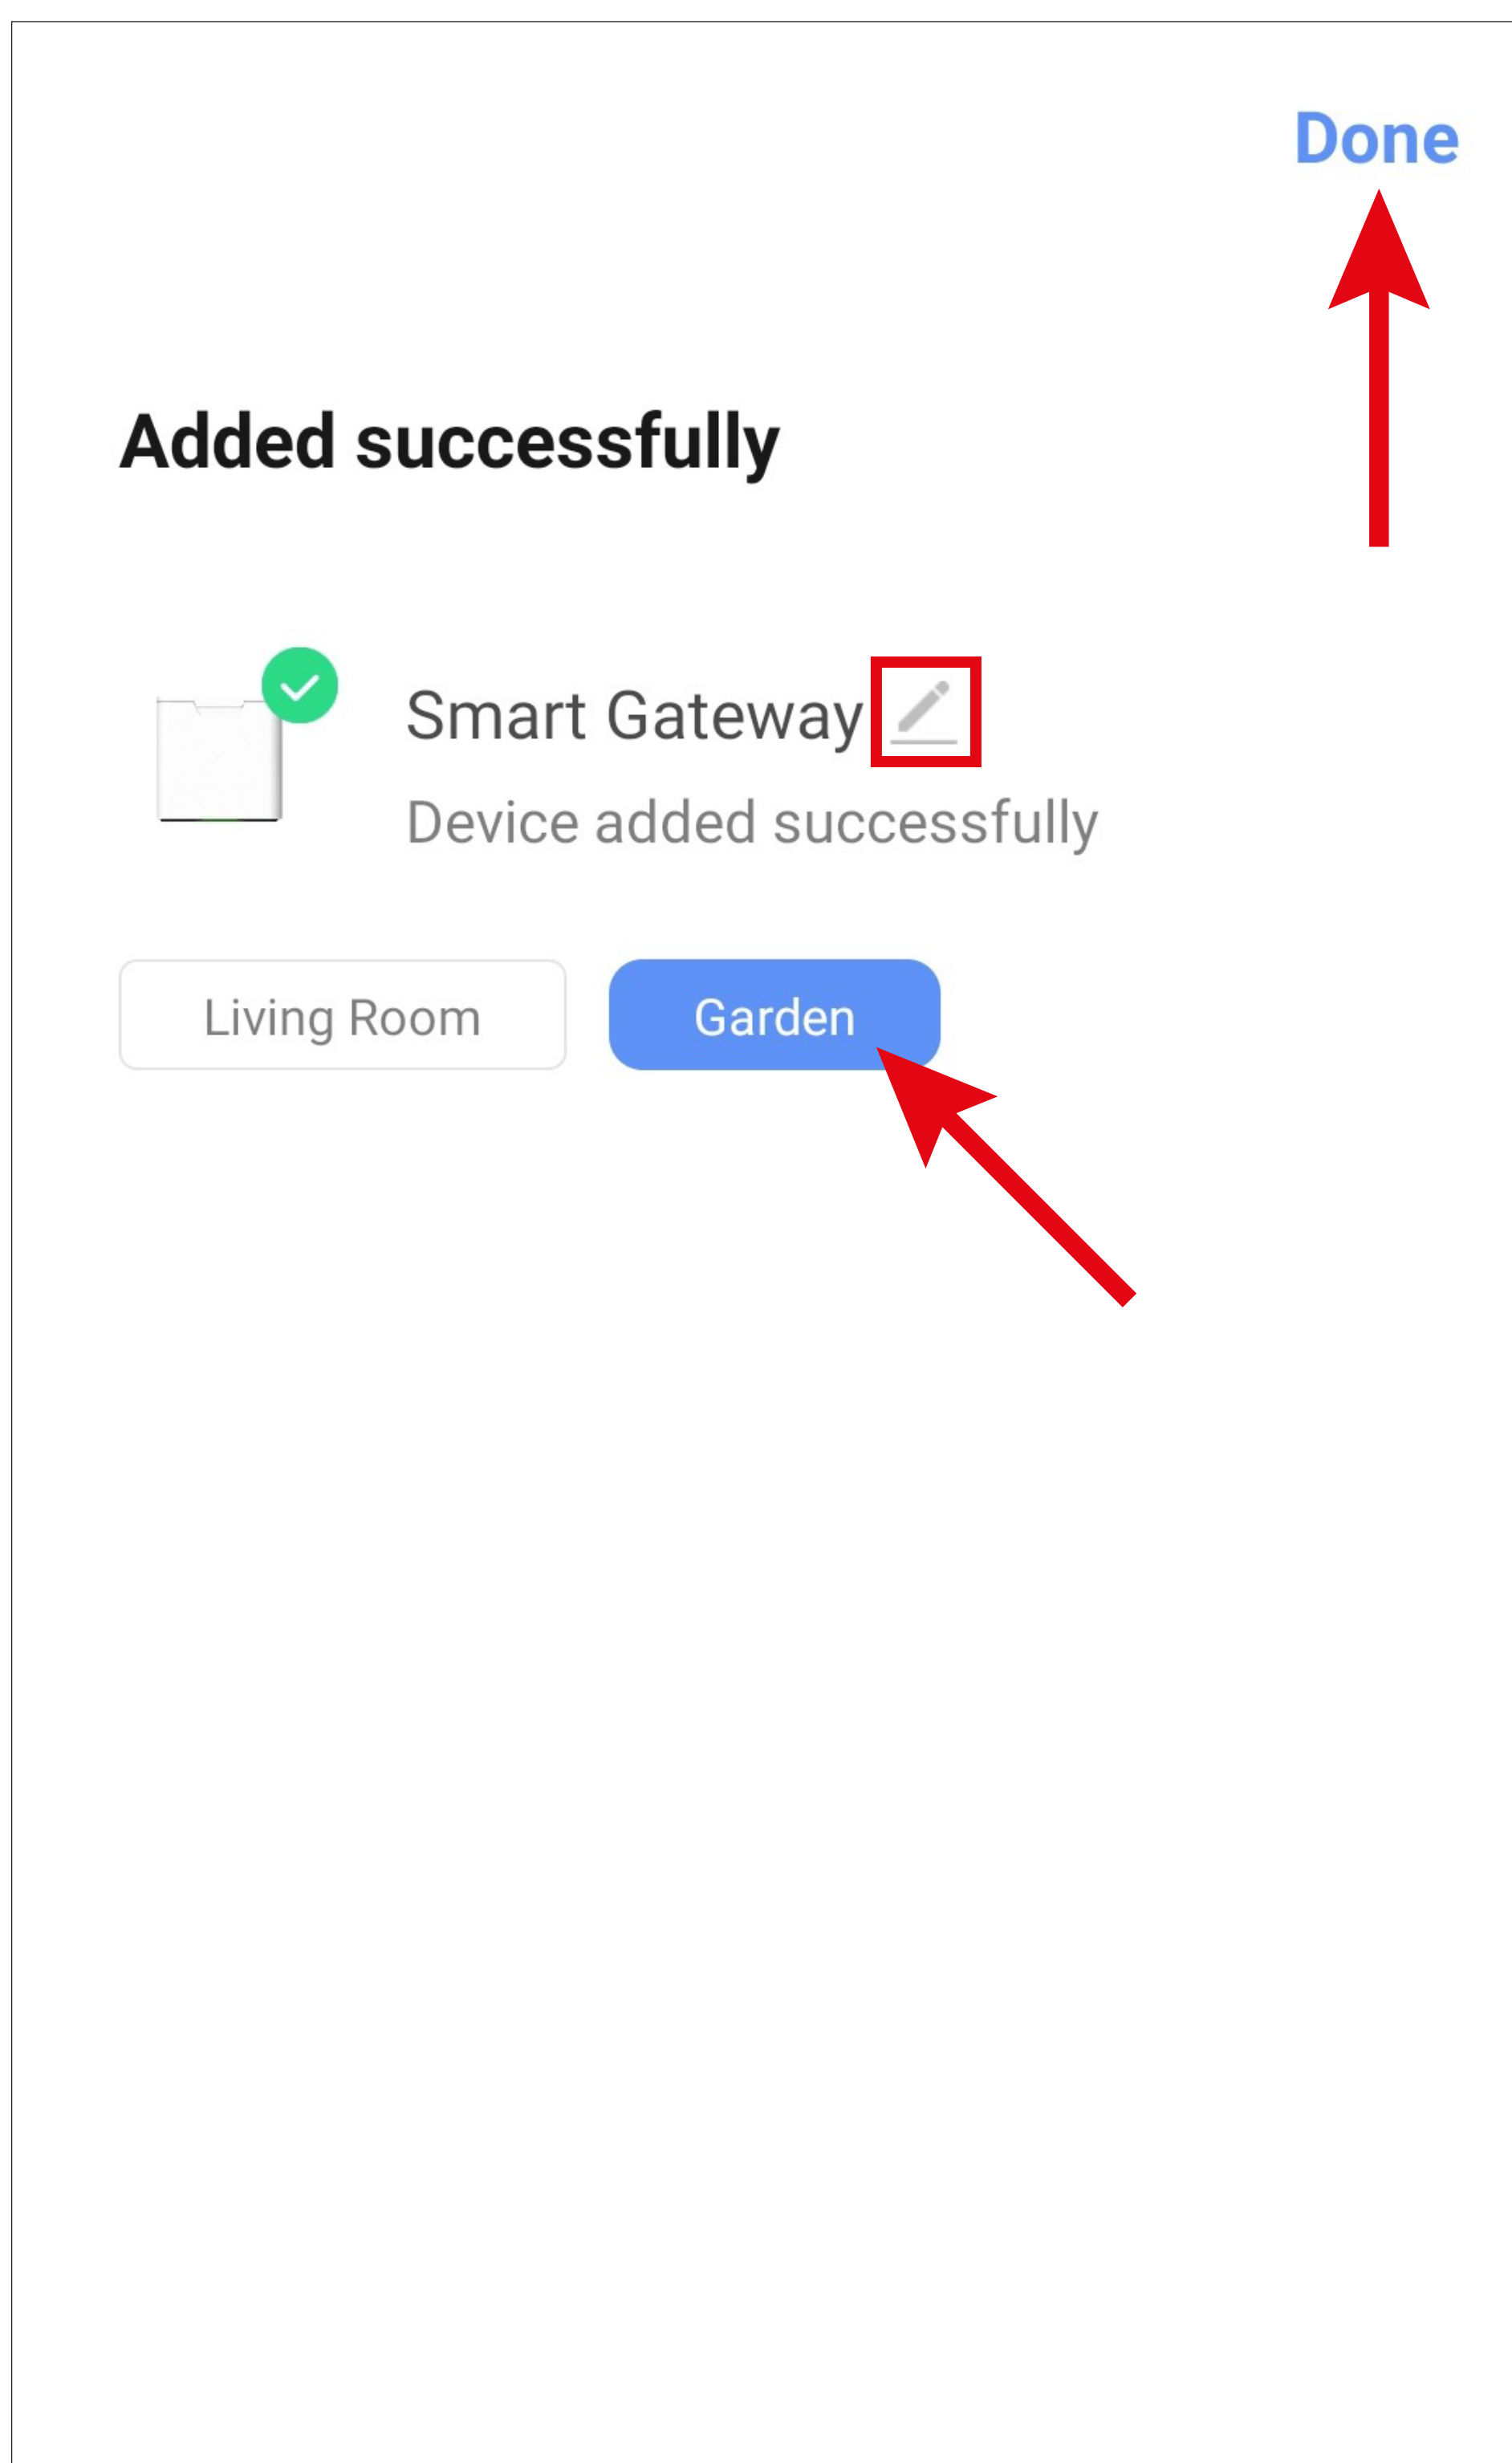 Done
Added successfully
Smart Gateway
Device added successfully
Living Room
Garden